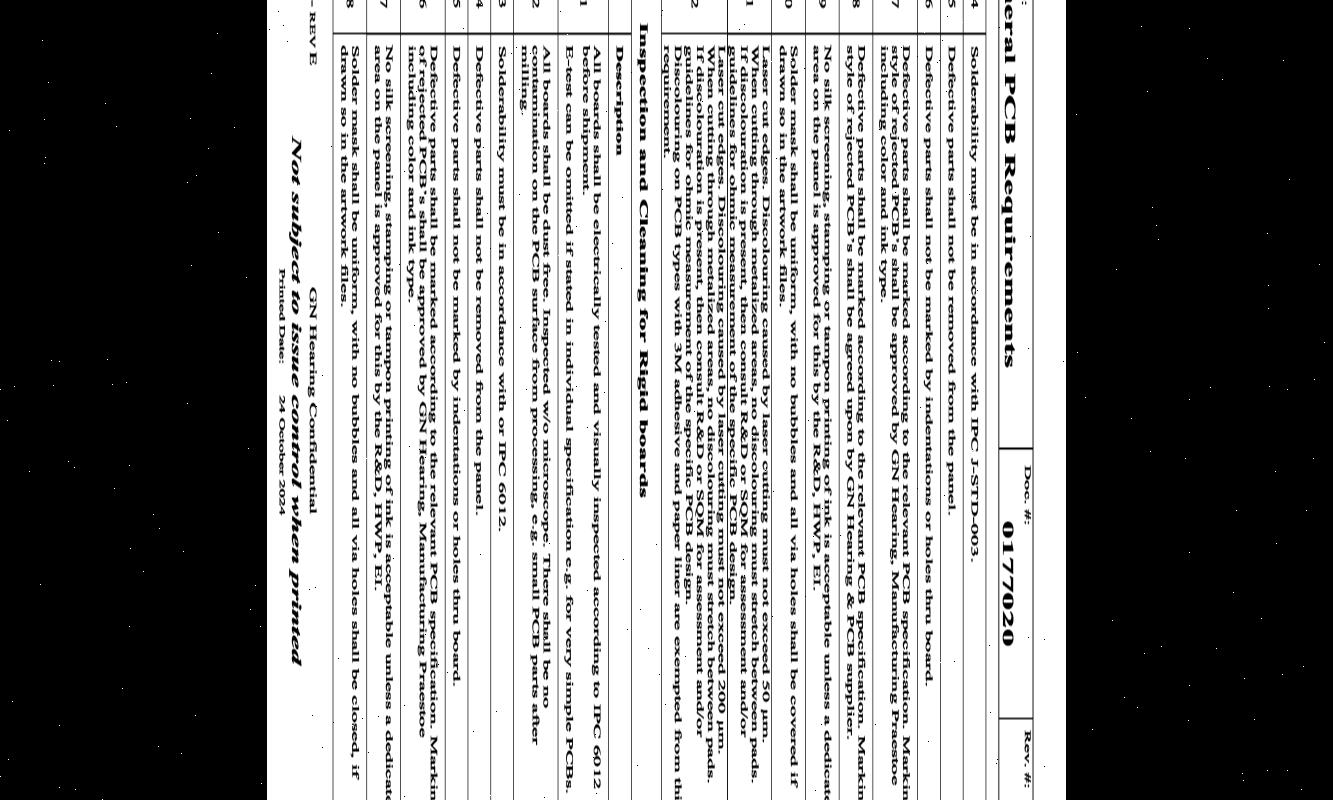 eral PCB Requirements
Doc. #:
0177020
Rev. #:
4 Solderability must be in accordance with IPC J-STD-003.
5 Defective parts shall not be removed from the panel.
6 Defective parts shall not be marked by indentations or holes thru board.
7 Defective parts shall be marked according to the relevant PCB specification. Markin
style of rejected PCB's shall be approved by GN Hearing, Manufacturing Praestoe
including color and ink type.
8 Defective parts shall be marked according to the relevant PCB specification. Markin
style of rejected PCB's shall be agreed upon by GN Hearing & PCB supplier.
9 No silk screening, stamping or tampon printing of ink is acceptable unless a dedicate
area on the panel is approved for this by the R&D, HWP, EI.
0 Solder mask shall be uniform, with no bubbles and all via holes shall be covered if
drawn so in the artwork files.
1 Laser cut edges. Discolouring caused by laser cutting must not exceed 50 µm.
When cutting through metalized areas, no discolouring must stretch between pads.
If discoloration is present, then consult R&D or SQM for assessment and/or
guidelines for ohmic measurement of the specific PCB design.
2 Laser cut edges. Discolouring caused by laser cutting must not exceed 200 µm.
When cutting through metalized areas, no discolouring must stretch between pads.
If discoloration is present, then consult R&D or SQM for assessment and/or
guidelines for ohmic measurement of the specific PCB design.
Discolouring on PCB types with 3M adhesive and paper liner are exempted from thi
requirement.
Inspection and Cleaning for Rigid boards
Description
1 All boards shall be electrically tested and visually inspected according to IPC 6012
before shipment.
E-test can be omitted if stated in individual specification e.g. for very simple PCBs.
2 All boards shall be dust free. Inspected w/o microscope. There shall be no
contamination on the PCB surface from processing, e.g. small PCB parts after
milling.
3 Solderability must be in accordance with or IPC 6012.
4 Defective parts shall not be removed from the panel.
5 Defective parts shall not be marked by indentations or holes thru board.
6 Defective parts shall be marked according to the relevant PCB specification. Markin
of rejected PCB's shall be approved by GN Hearing, Manufacturing Praestoe
including color and ink type.
7 No silk screening, stamping or tampon printing of ink is acceptable unless a dedicate
area on the panel is approved for this by the R&D, HWP, EI.
8 Solder mask shall be uniform, with no bubbles and all via holes shall be closed, if
drawn so in the artwork files.
- REV E
GN Hearing Confidential
Not subject to issue control when printed
Printed Date: 24 October 2024